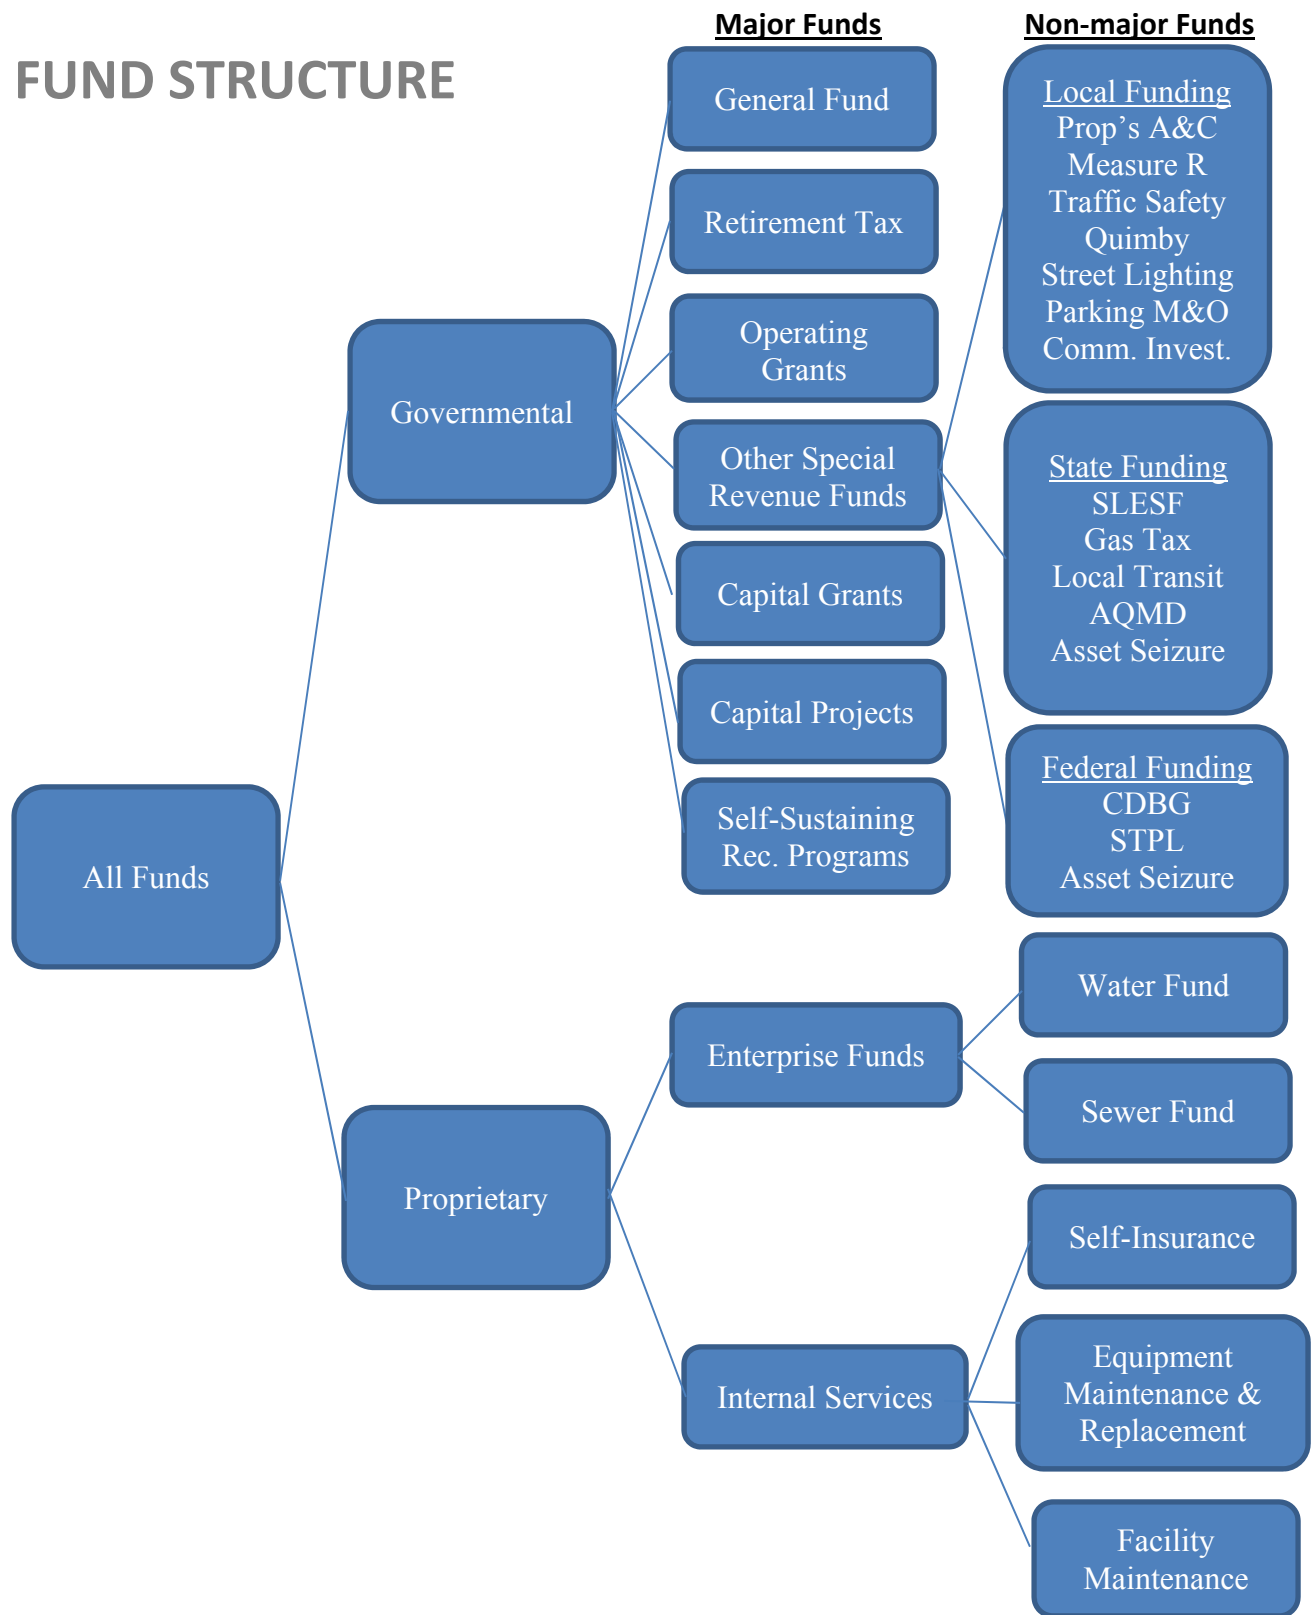 Major Funds
Non-major Funds
FUND STRUCTURE
General Fund
Retirement Tax
Operating
Grants
Other Special
Revenue Funds
Capital Grants
Capital Projects
Self-Sustaining
Rec. Programs
Governmental
All Funds
Proprietary
Enterprise Funds
Internal Services
Local Funding
Prop’s A&C
Measure R
Traffic Safety
Quimby
Street Lighting
Parking M&O
Comm. Invest.
State Funding
SLESF
Gas Tax
Local Transit
AQMD
Asset Seizure
Federal Funding
CDBG
STPL
Asset Seizure
Water Fund
Sewer Fund
Self-Insurance
Equipment
Maintenance &
Replacement
Facility
Maintenance